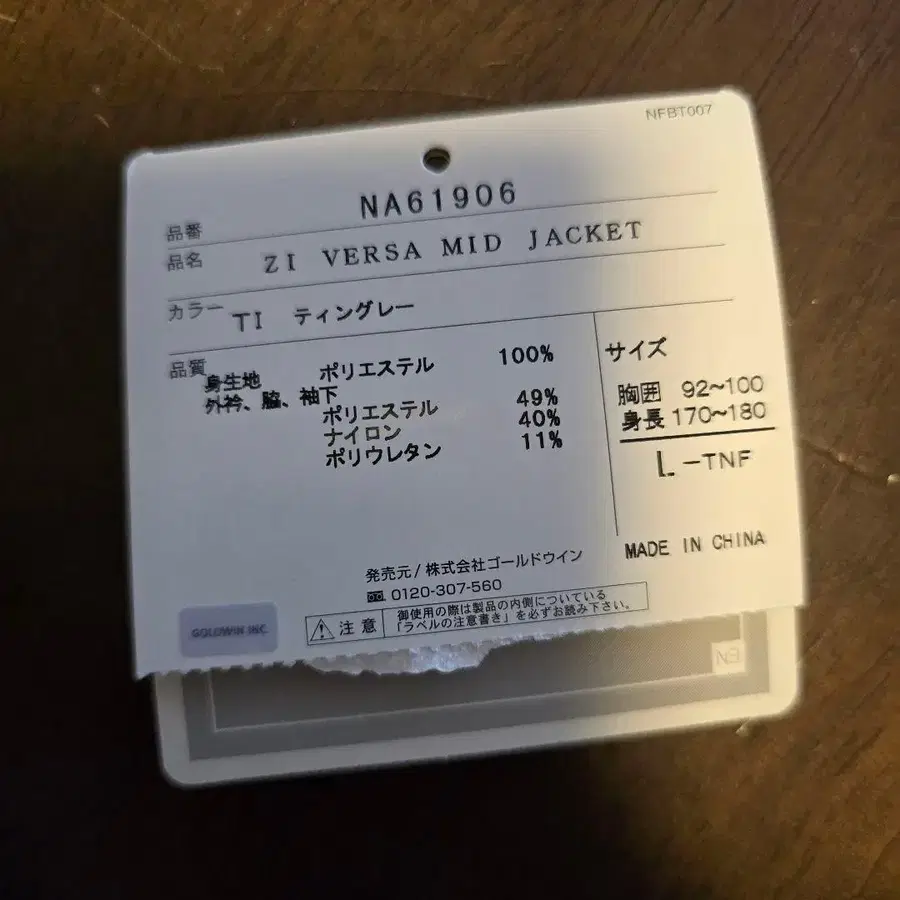 NFBT007
品番 NA61906
品名 ZI VERSA MID JACKET
カラー TI ティングレー
品質
身生地 ポリエステル 100%
外衿、脇、袖下
ポリエステル 49%
ナイロン 40%
ポリウレタン 11%
サイズ
胸囲 92~100
身長 170~180
L-TNF
MADE IN CHINA
発売元/株式会社ゴールドウイン
0120-307-560
GOLDWIN INC.
注意 御使用の際は製品の内側についている
「ラベルの注意書き」を必ずお読み下さい。